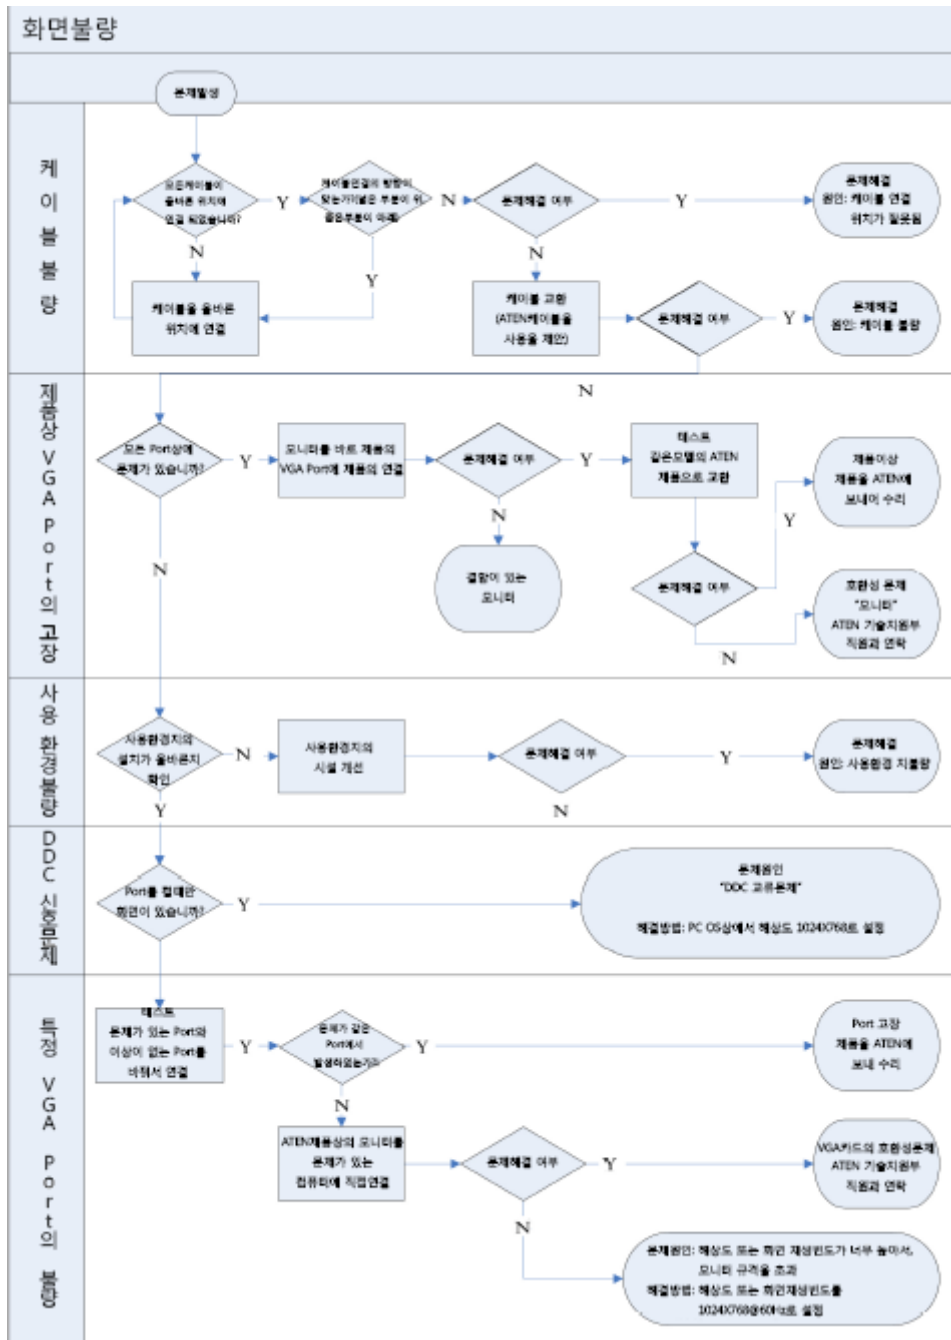 화면불량
문제발생
케이블불량
모든케이블이
올바른 위치에
연결 되었습니까?
Y
케이블연결의 방향이
맞는가?(넓은 부분이 위
좁은부분이 아래)
N
문제해결 여부
Y
문제해결
원인: 케이블 연결
위치가 잘못됨
N
Y
N
케이블을 올바른
위치에 연결
케이블 교환
(ATEN케이블을
사용을 제안)
문제해결 여부
Y
문제해결
원인: 케이블 불량
N
제품상 VGA Port의 고장
모든 Port상에
문제가 있습니까?
Y
모니터를 바로 제품의
VGA Port에 제품의 연결
문제해결 여부
Y
테스트
같은모델의 ATEN
제품으로 교환
제품이상
제품을 ATEN에
보내어 수리
Y
N
N
결함이 있는
모니터
문제해결 여부
호환성 문제
"모니터"
ATEN 기술지원부
직원과 연락
N
사용환경불량
사용환경지의
설치가 올바른지
확인
N
사용환경지의
시설 개선
문제해결 여부
Y
문제해결
원인: 사용환경 지불량
Y
N
DDC 신호문제
Port를 킬때만
화면이 있습니까?
Y
문제원인
"DDC 교류문제"
해결방법: PC OS상에서 해상도 1024X768로 설정
특정 VGA Port의 불량
테스트
문제가 있는 Port와
이상이 없는 Port를
바꿔서 연결
Y
문제가 같은
Port에서
발생하였는가?
Y
Port 고장
제품을 ATEN에
보내 수리
N
ATEN제품상의 모니터를
문제가 있는
컴퓨터에 직접연결
문제해결 여부
Y
VGA카드의 호환성문제
ATEN 기술지원부
직원과 연락
N
문제원인: 해상도 또는 화면 재생빈도가 너무 높아서,
모니터 규격을 초과
해결방법: 해상도 또는 화면재생빈도를
1024X768@60Hz로 설정